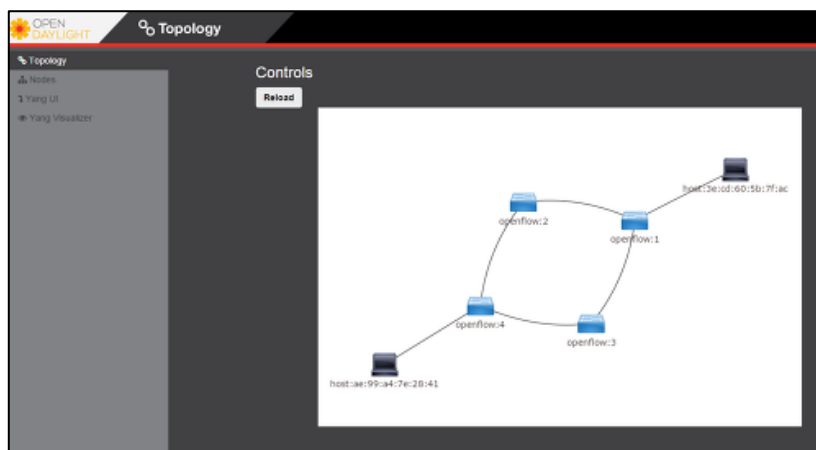 OPEN
DAYLIGHT
Topology
Topology
Nodes
Yang UI
Yang Visualizer
Controls
Reload
host:3e:cd:60:5b:7f:ac
openflow:2
openflow:1
openflow:4
openflow:3
host:ae:99:a4:7e:28:41